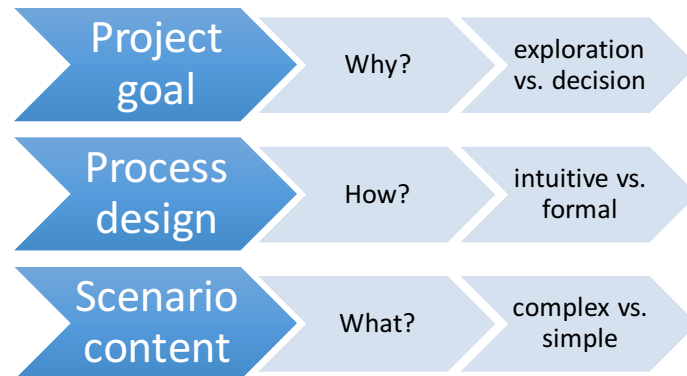 Project
goal
Why?
exploration
vs. decision
Process
design
How?
intuitive vs.
formal
Scenario
content
What?
complex vs.
simple